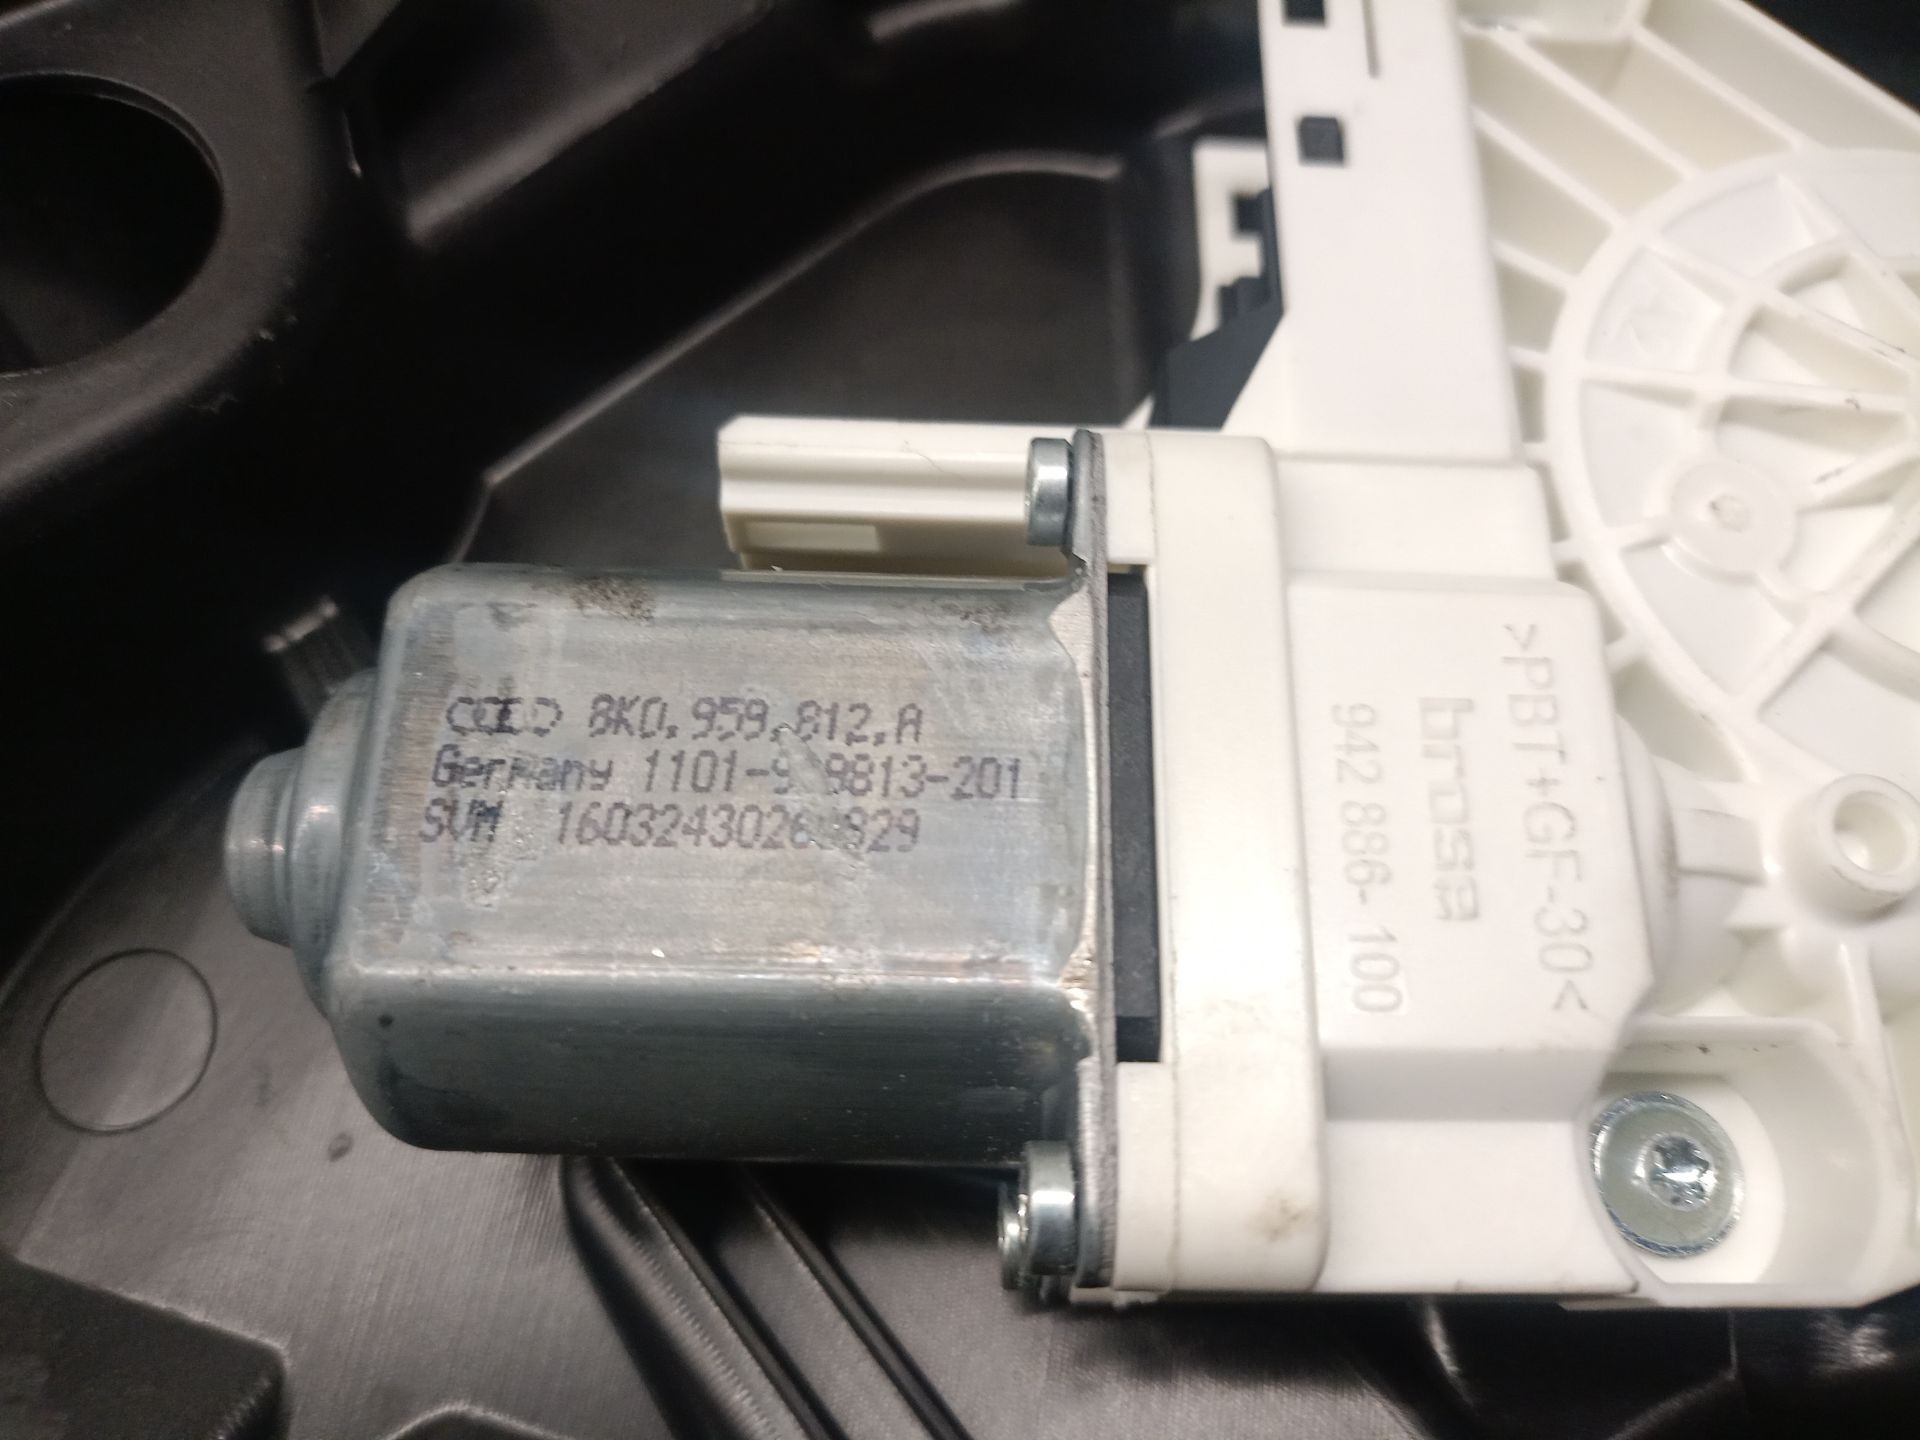 8K0.959.812.A
Germany
SVM
>PBT+GF-30<
brose
942 886-100